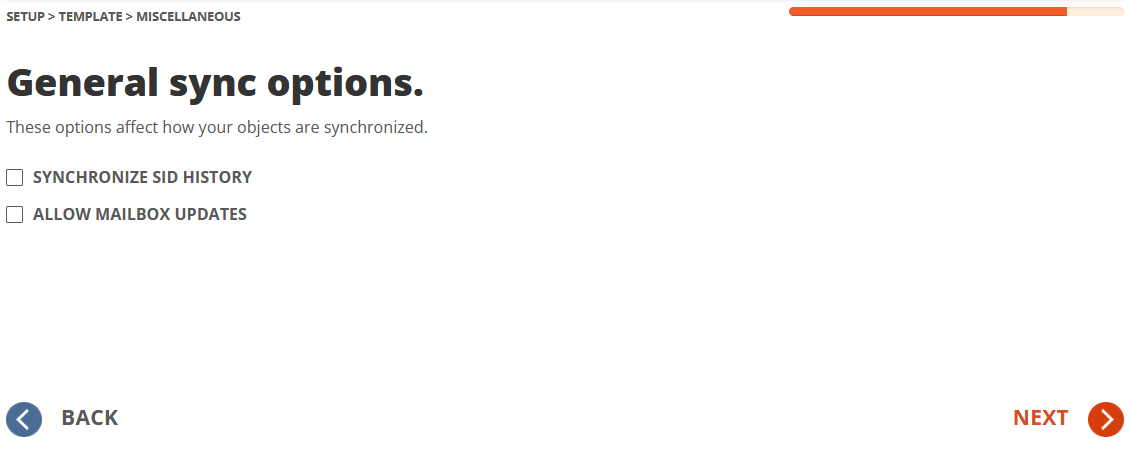 SETUP > TEMPLATE > MISCELLANEOUS
General sync options.
These options affect how your objects are synchronized.
SYNCHRONIZE SID HISTORY
ALLOW MAILBOX UPDATES
BACK
NEXT